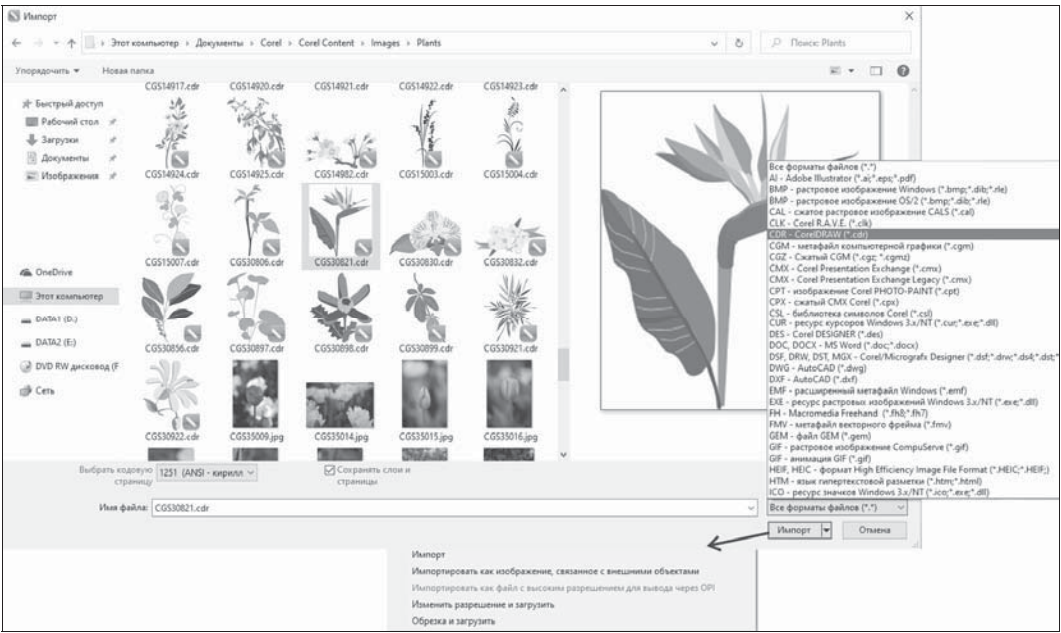 Импорт
Этот компьютер › Документы › Corel › Corel Content › Images › Plants
Поиск: Plants
Упорядочить
Новая папка
Быстрый доступ
Рабочий стол
Загрузки
Документы
Изображения
OneDrive
Этот компьютер
DATA1 (D:)
DATA2 (E:)
DVD RW дисковод (F
Сеть
CGS14917.cdr CGS14920.cdr CGS14921.cdr CGS14922.cdr CGS14923.cdr
CGS14924.cdr CGS14925.cdr CGS14982.cdr CGS15003.cdr CGS15004.cdr
CGS15007.cdr CGS30806.cdr CGS30821.cdr CGS30830.cdr CGS30832.cdr
CGS30856.cdr CGS30897.cdr CGS30898.cdr CGS30899.cdr CGS30921.cdr
CGS30922.cdr CGS35009.jpg CGS35014.jpg CGS35015.jpg CGS35016.jpg
Все форматы файлов (*.*)
AI - Adobe Illustrator (*.ai;*.eps;*.pdf)
BMP - растровое изображение Windows (*.bmp;*.dib;*.rle)
BMP - растровое изображение OS/2 (*.bmp;*.dib;*.rle)
CAL - сжатое растровое изображение CALS (*.cal)
CLK - Corel R.A.V.E. (*.clk)
CDR - CorelDRAW (*.cdr)
CGM - метафайл компьютерной графики (*.cgm)
CGZ - Сжатый CGM (*.cgz; *.cgmz)
CMX - Corel Presentation Exchange (*.cmx)
CMX - Corel Presentation Exchange Legacy (*.cmx)
CPT - изображение Corel PHOTO-PAINT (*.cpt)
CPX - сжатый CMX Corel (*.cpx)
CSL - библиотека символов Corel (*.csl)
CUR - ресурс курсоров Windows 3.x/NT (*.cur;*.exe;*.dll)
DES - Corel DESIGNER (*.des)
DOC, DOCX - MS Word (*.doc;*.docx)
DSF, DRW, DST, MGX - Corel/Micrografx Designer (*.dsf;*.drw;*.ds4;*.dst;*
DWG - AutoCAD (*.dwg)
DXF - AutoCAD (*.dxf)
EMF - расширенный метафайл Windows (*.emf)
EXE - ресурс растровых изображений Windows 3.x/NT (*.exe;*.dll)
FH - Macromedia Freehand (*.fh8;*.fh7)
FMV - метафайл векторного фрейма (*.fmv)
GEM - файл GEM (*.gem)
GIF - растровое изображение CompuServe (*.gif)
GIF - анимация GIF (*.gif)
HEIF, HEIC - формат High Efficiency Image File Format (*.HEIC;*.HEIF;)
HTM - язык гипертекстовой разметки (*.htm;*.html)
ICO - ресурс значков Windows 3.x/NT (*.ico;*.exe;*.dll)
Выбрать кодовую
страницу
1251 (ANSI - кирилл
Сохранять слои и
страницы
Имя файла: CGS30821.cdr
Все форматы файлов (*.*)
Импорт
Отмена
Импорт
Импортировать как изображение, связанное с внешними объектами
Импортировать как файл с высоким разрешением для вывода через OPI
Изменить разрешение и загрузить
Обрезка и загрузить